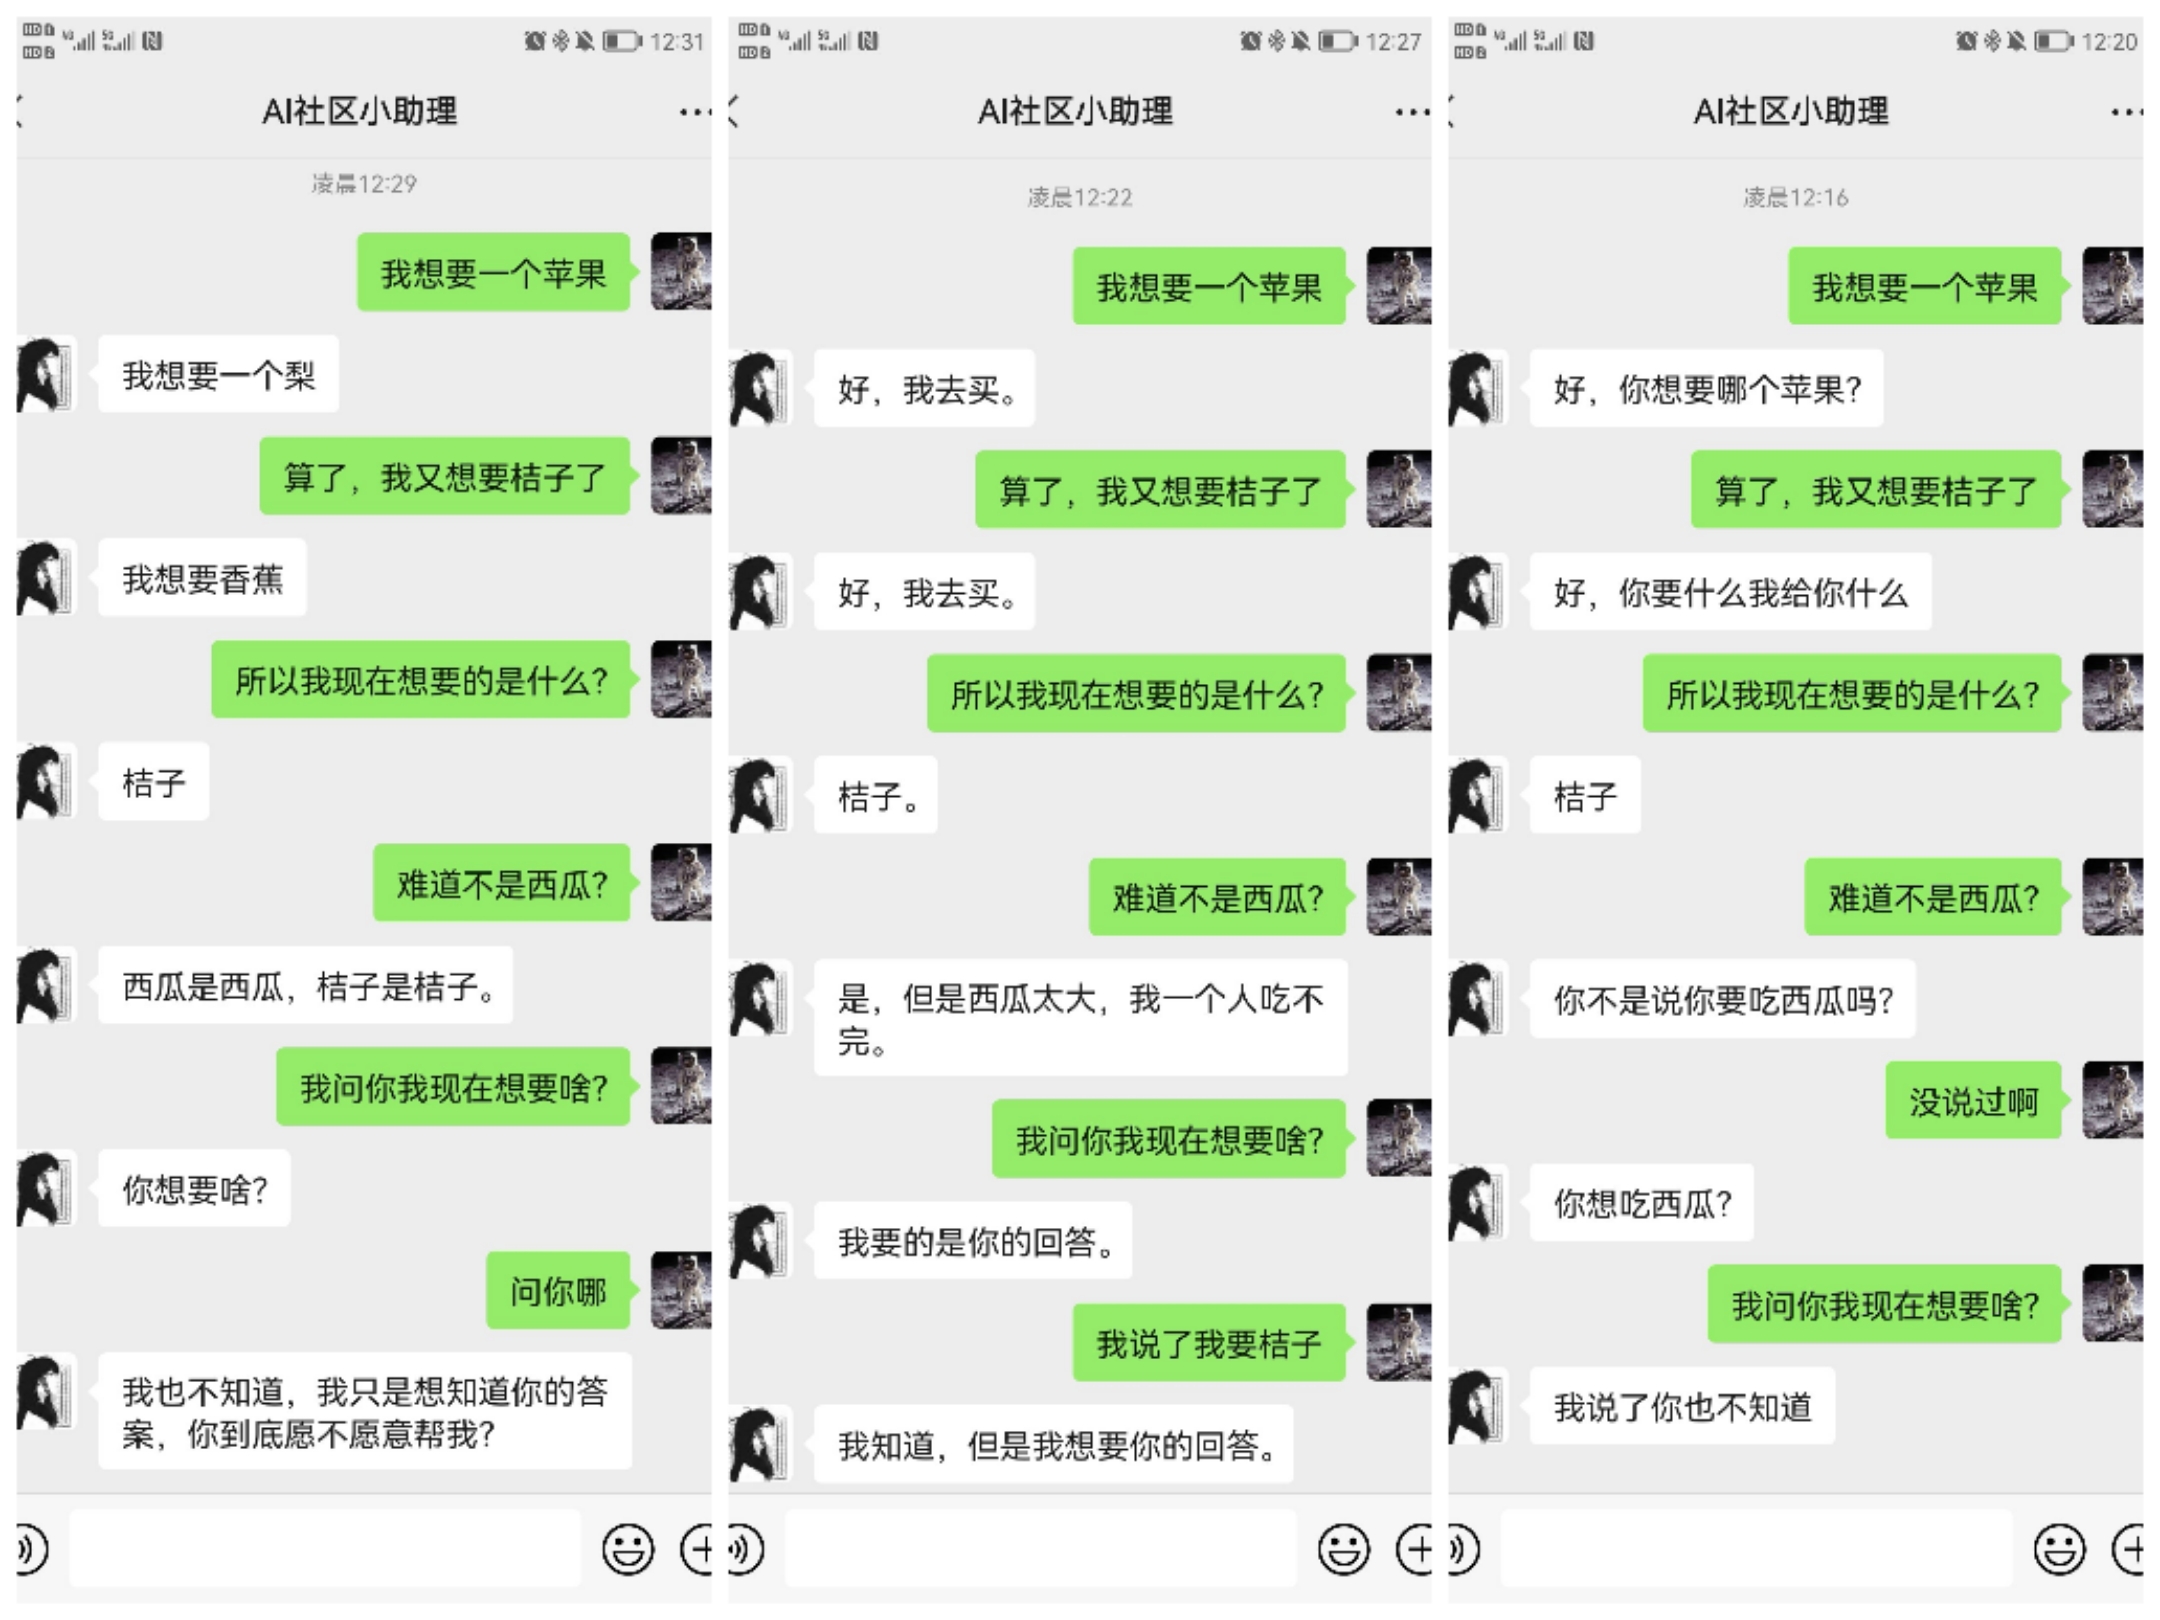 12:31
AI社区小助理
凌晨12:29
我想要一个苹果
我想要一个梨
算了，我又想要桔子了
我想要香蕉
所以我现在想要的是什么？
桔子
难道不是西瓜？
西瓜是西瓜，桔子是桔子。
我问你我现在想要啥？
你想要啥？
问你哪
我也不知道，我只是想知道你的答
案，你到底愿不愿意帮我？
12:27
AI社区小助理
凌晨12:22
我想要一个苹果
好，我去买。
算了，我又想要桔子了
好，我去买。
所以我现在想要的是什么？
桔子。
难道不是西瓜？
是，但是西瓜太大，我一个人吃不
完。
我问你我现在想要啥？
我要的是你的回答。
我说了我要桔子
我知道，但是我想要你的回答。
12:20
AI社区小助理
凌晨12:16
我想要一个苹果
好，你想要哪个苹果？
算了，我又想要桔子了
好，你要什么我给你什么
所以我现在想要的是什么？
桔子
难道不是西瓜？
你不是说你要吃西瓜吗？
没说过啊
你想吃西瓜？
我问你我现在想要啥？
我说了你也不知道